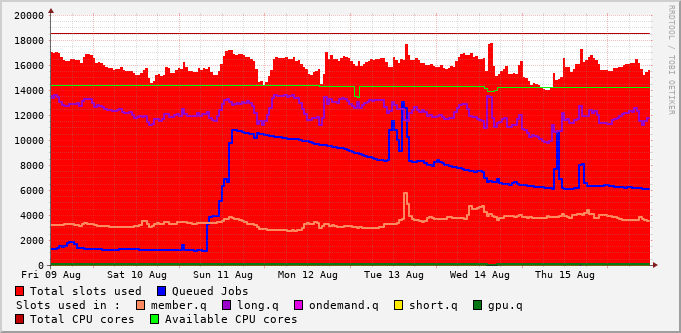 20000
18000
16000
14000
12000
10000
8000
6000
4000
2000
0
Fri 09 Aug Sat 10 Aug Sun 11 Aug Mon 12 Aug Tue 13 Aug Wed 14 Aug Thu 15 Aug
Total slots used Queued Jobs
Slots used in : member.q long.q ondemand.q short.q gpu.q
Total CPU cores Available CPU cores
RRDTOOL / TOBI OETIKER